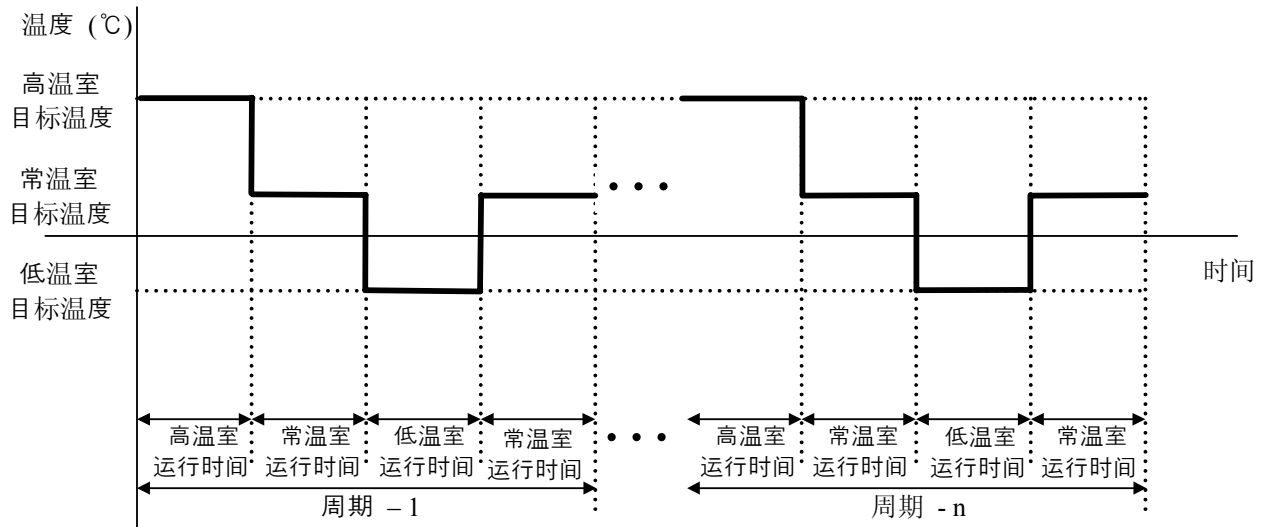 温度 (℃)
高温室
目标温度
常温室
目标温度
低温室
目标温度
时间
高温室
运行时间
常温室
运行时间
低温室
运行时间
常温室
运行时间
高温室
运行时间
常温室
运行时间
低温室
运行时间
常温室
运行时间
周期 – 1
周期 - n